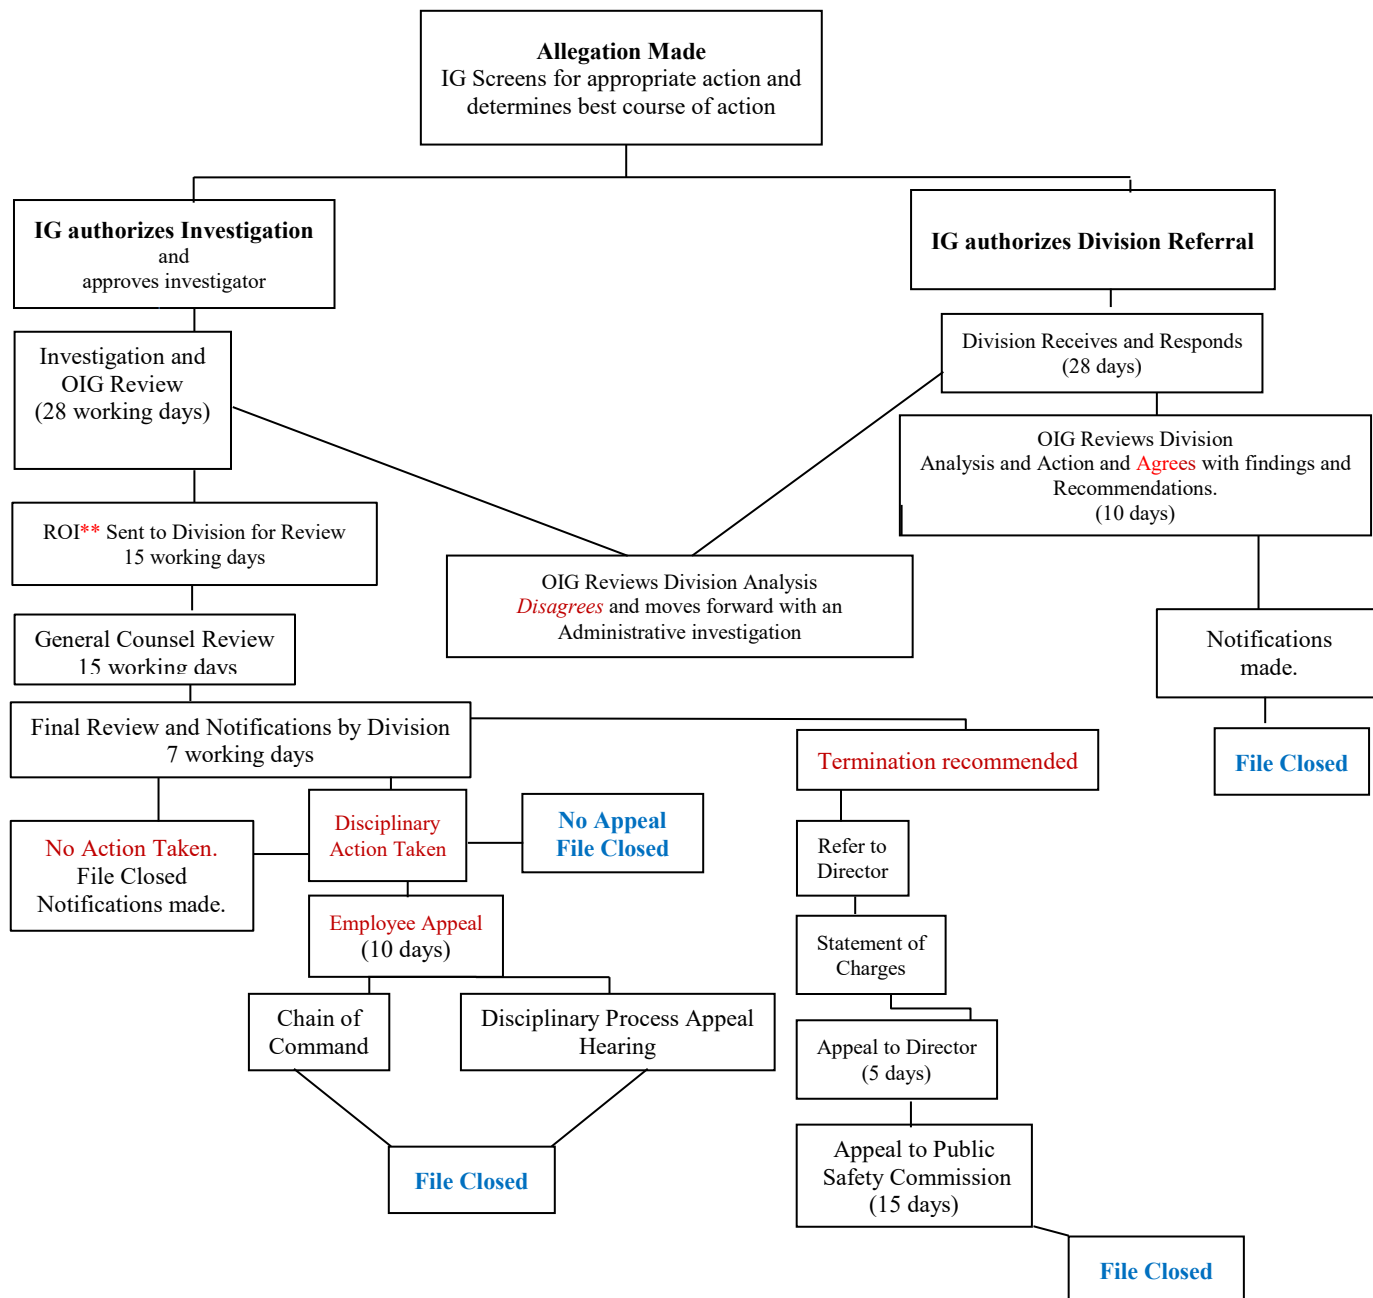 Allegation Made
IG Screens for appropriate action and
determines best course of action
IG authorizes Investigation
and
approves investigator
IG authorizes Division Referral
Investigation and
OIG Review
(28 working days)
Division Receives and Responds
(28 days)
OIG Reviews Division
Analysis and Action and Agrees with findings and
Recommendations.
(10 days)
ROI** Sent to Division for Review
15 working days
OIG Reviews Division Analysis
Disagrees and moves forward with an
Administrative investigation
General Counsel Review
15 working days
Notifications
made.
Final Review and Notifications by Division
7 working days
Termination recommended
File Closed
No Action Taken.
File Closed
Notifications made.
Disciplinary
Action Taken
No Appeal
File Closed
Refer to
Director
Employee Appeal
(10 days)
Statement of
Charges
Chain of
Command
Disciplinary Process Appeal
Hearing
Appeal to Director
(5 days)
Appeal to Public
Safety Commission
(15 days)
File Closed
File Closed